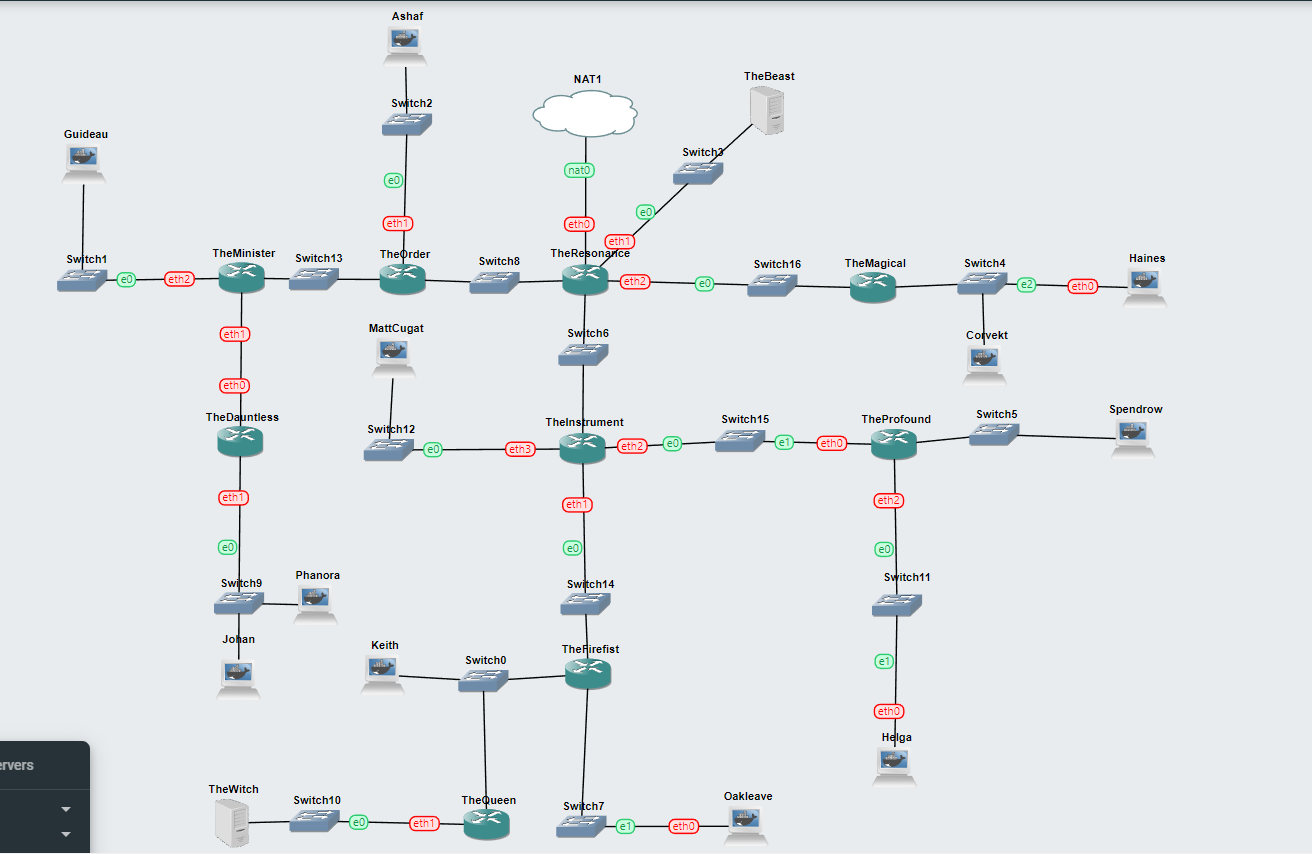 Ashaf
NAT1
TheBeast
Switch2
Guideau
Switch3
nat0
e0
e0
eth1
eth0
eth1
TheMinister
Switch13
TheOrder
Switch8
TheResonance
Switch16
TheMagical
Switch4
Haines
Switch1
e0
eth2
eth2
e0
e2
eth0
MattCugat
Switch6
Corvekt
eth1
eth0
TheDauntless
Switch12
TheInstrument
Switch15
TheProfound
Switch5
Spendrow
e0
eth3
eth2
e0
e1
eth0
eth1
eth1
eth2
e0
e0
e0
Switch9
Phanora
Switch14
Switch11
Johan
Keith
Switch0
TheFirefist
e1
eth0
Helga
ervers
TheWitch
Switch10
TheQueen
Switch7
Oakleave
e0
eth1
e1
eth0